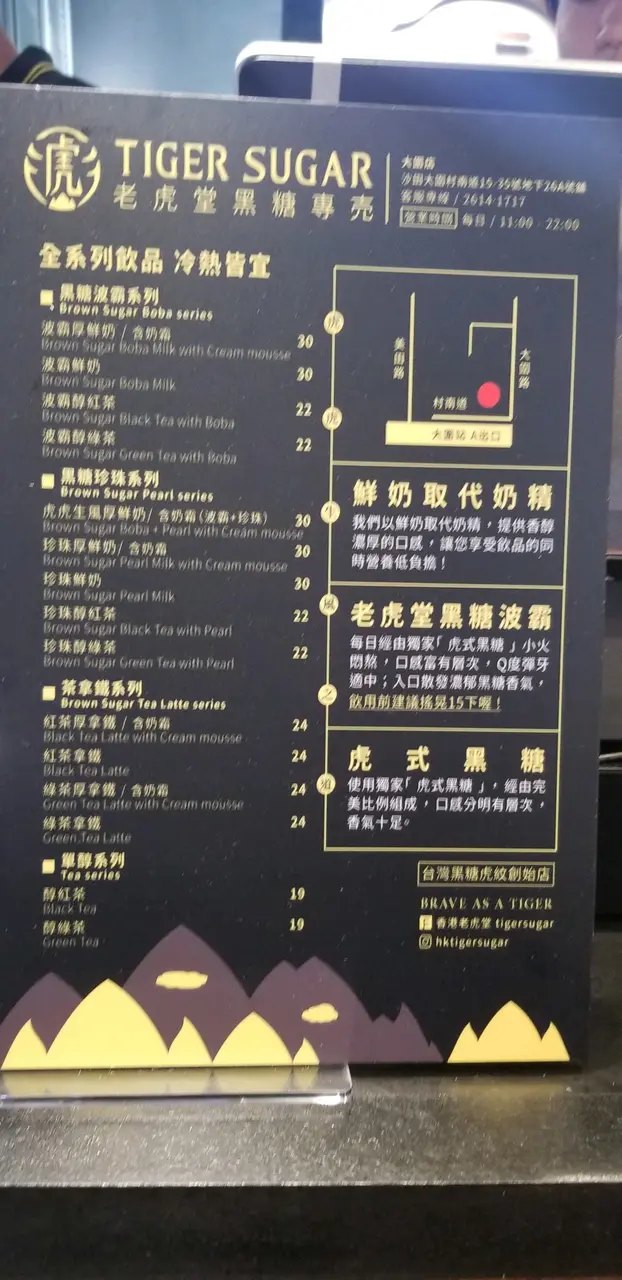 虎
TIGER SUGAR
老虎堂黑糖專売
大圍店
沙田大圍村南道15-35號地下20A號舖
客服專線 / 2614-1717
營業時間 每日 / 11:00 - 22:00
全系列飲品 冷熱皆宜
黑糖波霸系列
Brown Sugar Boba series
波霸厚鮮奶 / 含奶霜 30
Brown Sugar Boba Milk with Cream mousse
波霸鮮奶 30
Brown Sugar Boba Milk
波霸醇紅茶 22
Brown Sugar Black Tea with Boba
波霸醇綠茶 22
Brown Sugar Green Tea with Boba
黑糖珍珠系列
Brown Sugar Pearl series
虎虎生風厚鮮奶/ 含奶霜(波霸+珍珠) 30
Brown Sugar Boba + Pearl Milk with Cream mousse
珍珠厚鮮奶/ 含奶霜 30
Brown Sugar Pearl Milk with Cream mousse
珍珠鮮奶 30
Brown Sugar Pearl Milk
珍珠醇紅茶 22
Brown Sugar Black Tea with Pearl
珍珠醇綠茶 22
Brown Sugar Green Tea with Pearl
茶拿鐵系列
Brown Sugar Tea Latte series
紅茶厚拿鐵 / 含奶霜 24
Black Tea Latte with Cream mousse
紅茶拿鐵 24
Black Tea Latte
綠茶厚拿鐵 / 含奶霜 24
Green Tea Latte with Cream mousse
綠茶拿鐵 24
Green Tea Latte
單醇系列
Tea series
醇紅茶 19
Black Tea
醇綠茶 19
Green Tea
虎
虎
生
風
之
道
美田路
大圍路
村南道
大圍站 A出口
鮮奶取代奶精
我們以鮮奶取代奶精，提供香醇
濃厚的口感，讓您享受飲品的同
時營養低負擔！
老虎堂黑糖波霸
每日經由獨家「虎式黑糖」小火
悶熬，口感富有層次，Q度彈牙
適中；入口散發濃郁黑糖香氣，
飲用前建議搖晃15下喔！
虎式黑糖
使用獨家「虎式黑糖」，經由完
美比例組成，口感分明有層次，
香氣十足。
台灣黑糖虎紋創始店
BRAVE AS A TIGER
香港老虎堂 tigersugar
hktigersugar